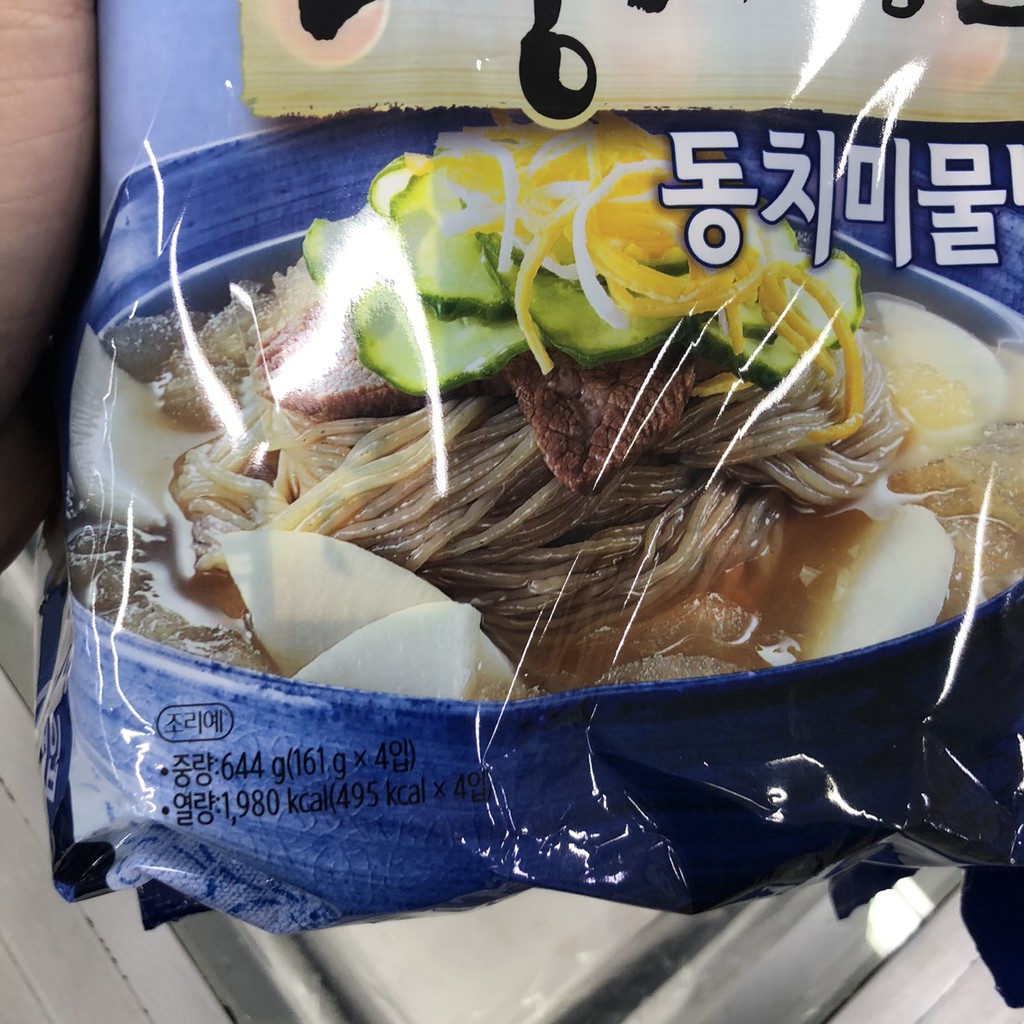 동치미물
조리예
•중량:644 g(161 g × 4입)
•열량:1,980 kcal(495 kcal × 4입